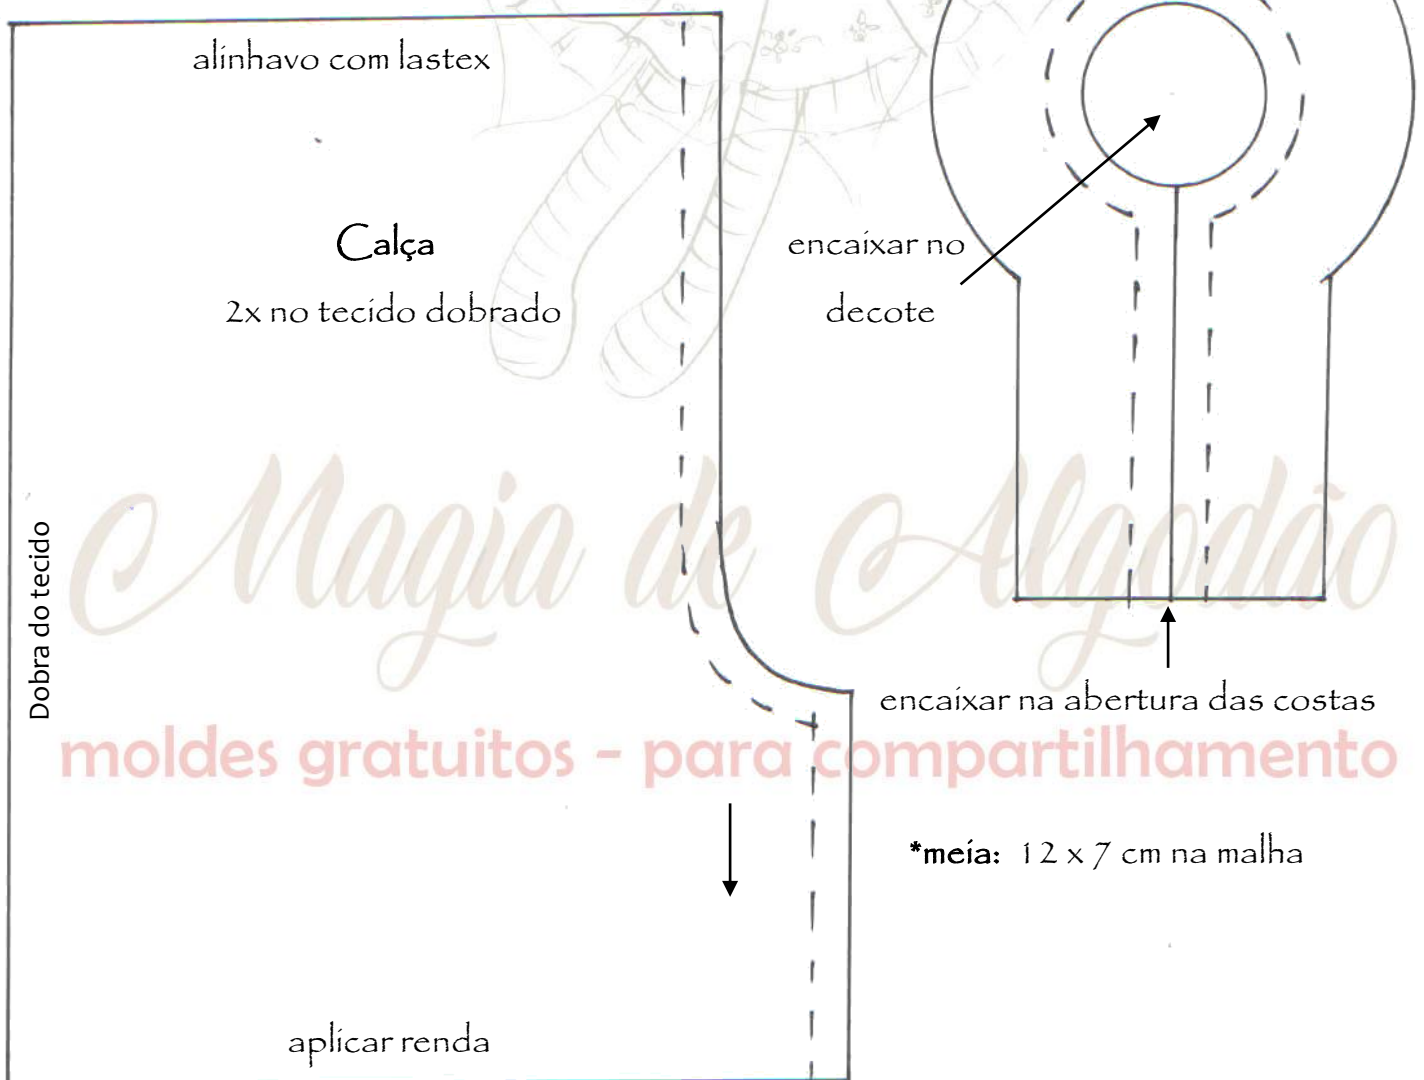 alinhavo com lastex
Calça
2x no tecido dobrado
encaixar no
decote
Dobra do tecido
Magia de Algodão
encaixar na abertura das costas
moldes gratuitos - para compartilhamento
*meia: 12 x 7 cm na malha
aplicar renda